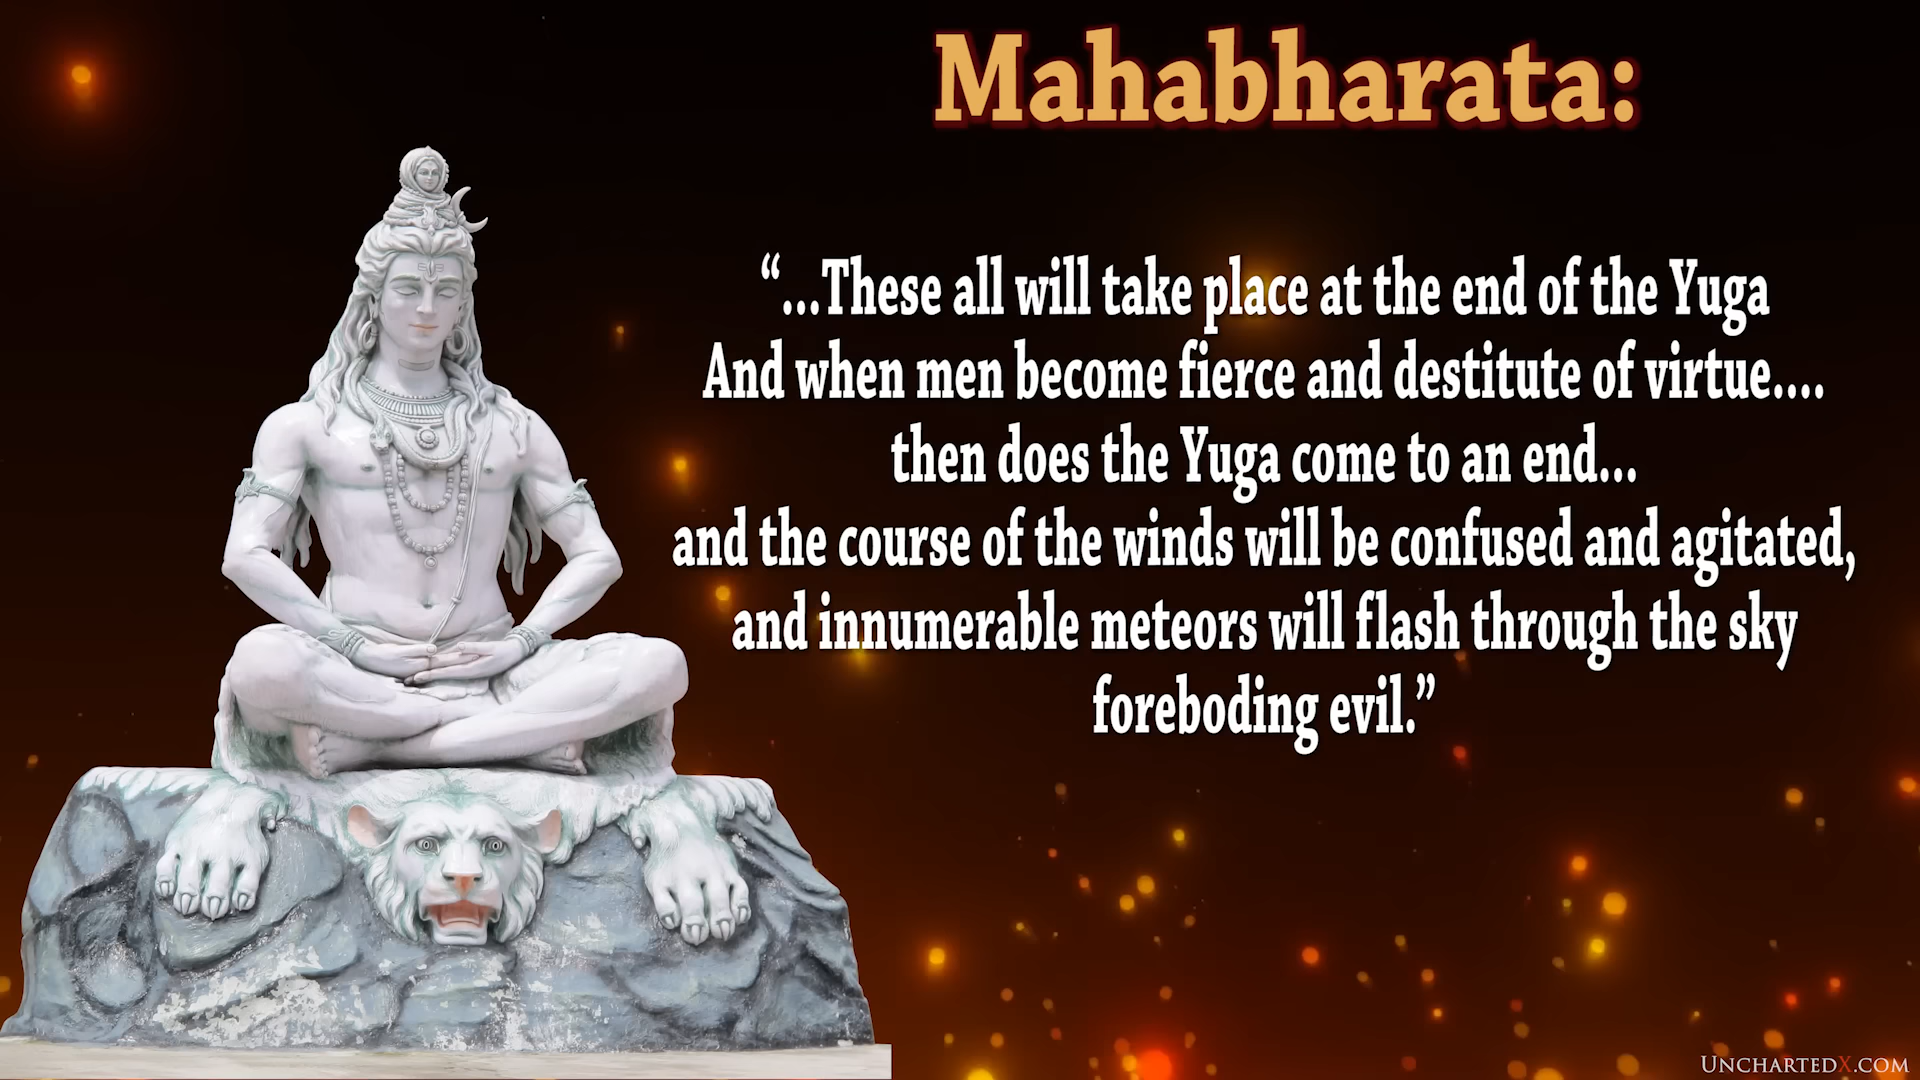 Mahabharata:
“...These all will take place at the end of the Yuga
And when men become fierce and destitute of virtue....
then does the Yuga come to an end...
and the course of the winds will be confused and agitated,
and innumerable meteors will flash through the sky
foreboding evil.”
UnchartedX.com